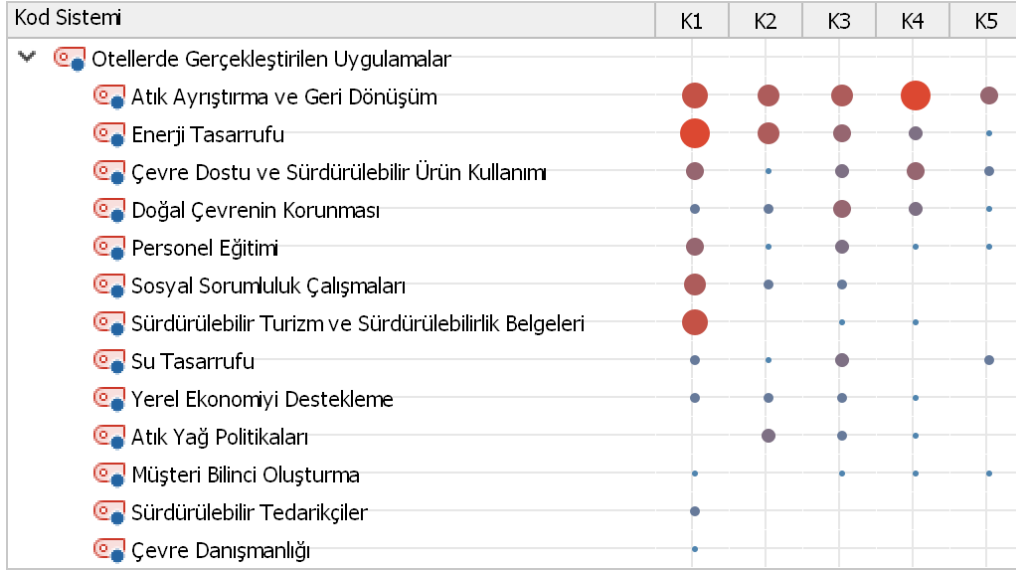 Kod Sistemi K1 K2 K3 K4 K5
Otellerde Gerçekleştirilen Uygulamalar
Atık Ayrıştırma ve Geri Dönüşüm
Enerji Tasarrufu
Çevre Dostu ve Sürdürülebilir Ürün Kullanımı
Doğal Çevrenin Korunması
Personel Eğitimi
Sosyal Sorumluluk Çalışmaları
Sürdürülebilir Turizm ve Sürdürülebilirlik Belgeleri
Su Tasarrufu
Yerel Ekonomiyi Destekleme
Atık Yağ Politikaları
Müşteri Bilinci Oluşturma
Sürdürülebilir Tedarikçiler
Çevre Danışmanlığı